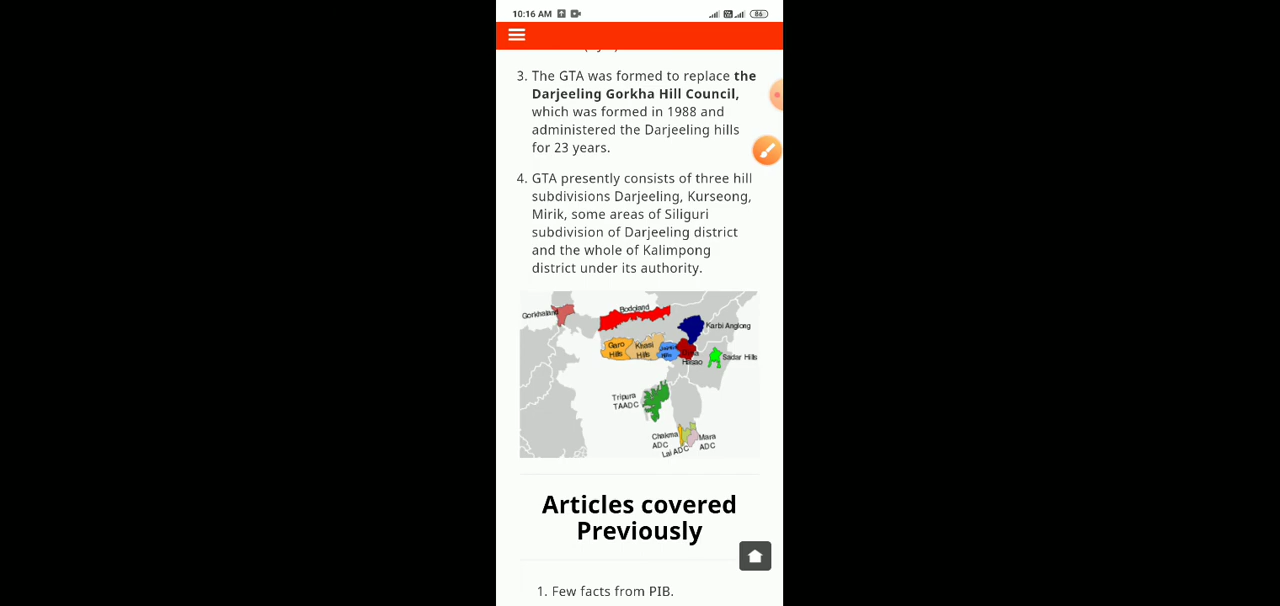 10:16 AM
86
3. The GTA was formed to replace the
Darjeeling Gorkha Hill Council,
which was formed in 1988 and
administered the Darjeeling hills
for 23 years.
4. GTA presently consists of three hill
subdivisions Darjeeling, Kurseong,
Mirik, some areas of Siliguri
subdivision of Darjeeling district
and the whole of Kalimpong
district under its authority.
Gorkhaland
Bodoland
Karbi Anglong
Garo
Hills
Khasi
Hills
Hasao
Sadar Hills
Tripura
TAADC
Chakma
ADC
Lai ADC
Mara
ADC
Articles covered
Previously
1. Few facts from PIB.